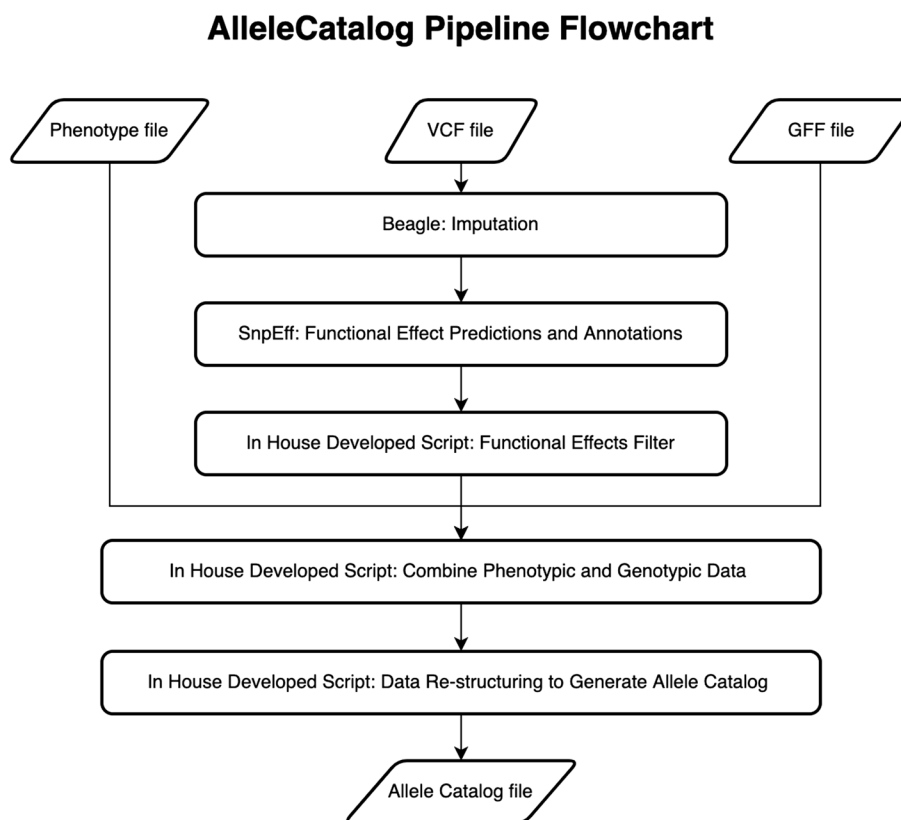 AlleleCatalog Pipeline Flowchart
Phenotype file
VCF file
GFF file
Beagle: Imputation
SnpEff: Functional Effect Predictions and Annotations
In House Developed Script: Functional Effects Filter
In House Developed Script: Combine Phenotypic and Genotypic Data
In House Developed Script: Data Re-structuring to Generate Allele Catalog
Allele Catalog file